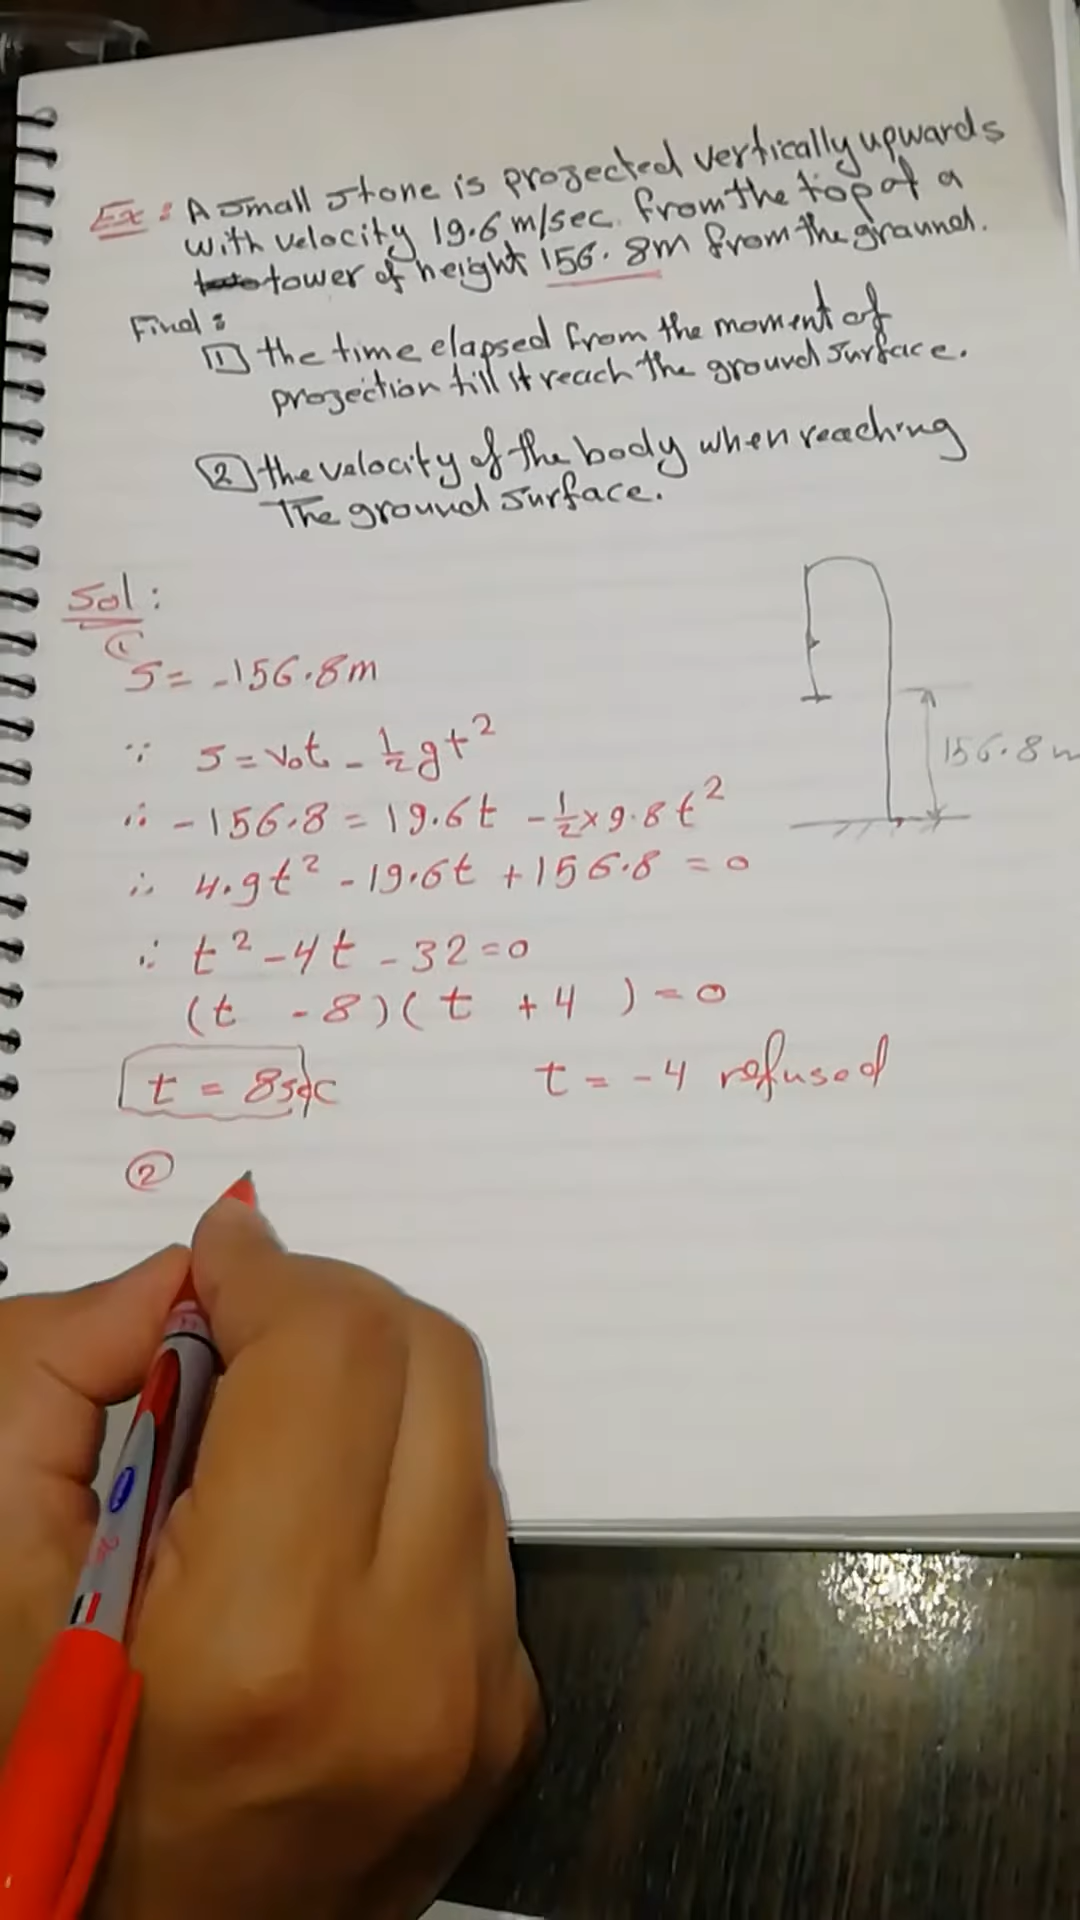 Ex: A small stone is projected vertically upwards
with velocity 19.6 m/sec. from the top of a
tower of height 156.8m from the ground.
Find:
1 the time elapsed from the moment of
projection till it reach the ground surface.
2 the velocity of the body when reaching
The ground surface.
Sol:
1
S = -156.8m
∵ S = V₀t - ½gt²
∴ -156.8 = 19.6t - ½×9.8t²
∴ 4.9t² - 19.6t + 156.8 = 0
∴ t² - 4t - 32 = 0
(t - 8)(t + 4) = 0
t = 8sec t = -4 refused
2
156.8m